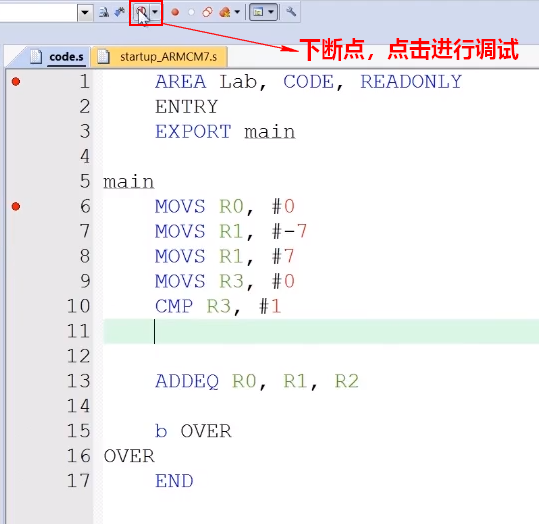 下断点，点击进行调试
code.s startup_ARMCM7.s
1 AREA Lab, CODE, READONLY
2 ENTRY
3 EXPORT main
4
5 main
6 MOVS R0, #0
7 MOVS R1, #-7
8 MOVS R1, #7
9 MOVS R3, #0
10 CMP R3, #1
11
12
13 ADDEQ R0, R1, R2
14
15 b OVER
16 OVER
17 END